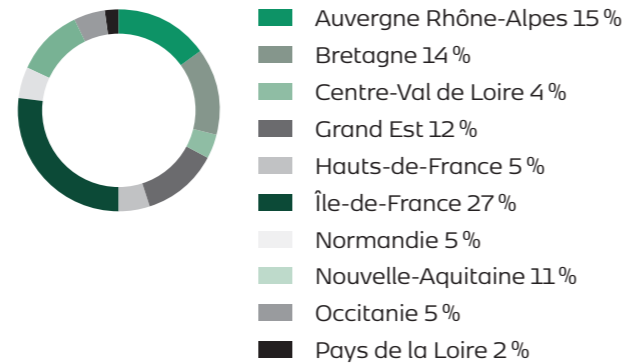 Auvergne Rhône-Alpes 15 %
Bretagne 14 %
Centre-Val de Loire 4 %
Grand Est 12 %
Hauts-de-France 5 %
Île-de-France 27 %
Normandie 5 %
Nouvelle-Aquitaine 11 %
Occitanie 5 %
Pays de la Loire 2 %